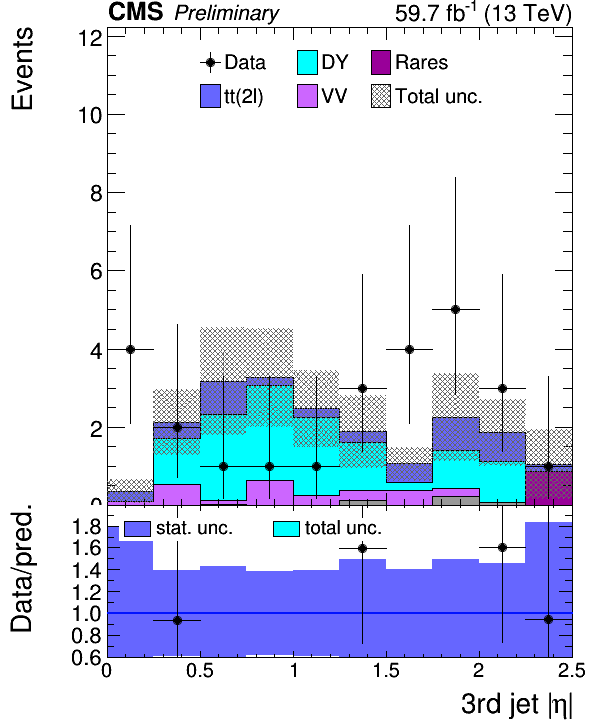 CMS Preliminary 59.7 fb⁻¹ (13 TeV)
Events
12
10
8
6
4
2
0
Data DY Rares
tt(2l) VV Total unc.
Data/pred.
1.8
1.6
1.4
1.2
1.0
0.8
0.6
stat. unc. total unc.
0 0.5 1 1.5 2 2.5
3rd jet |η|